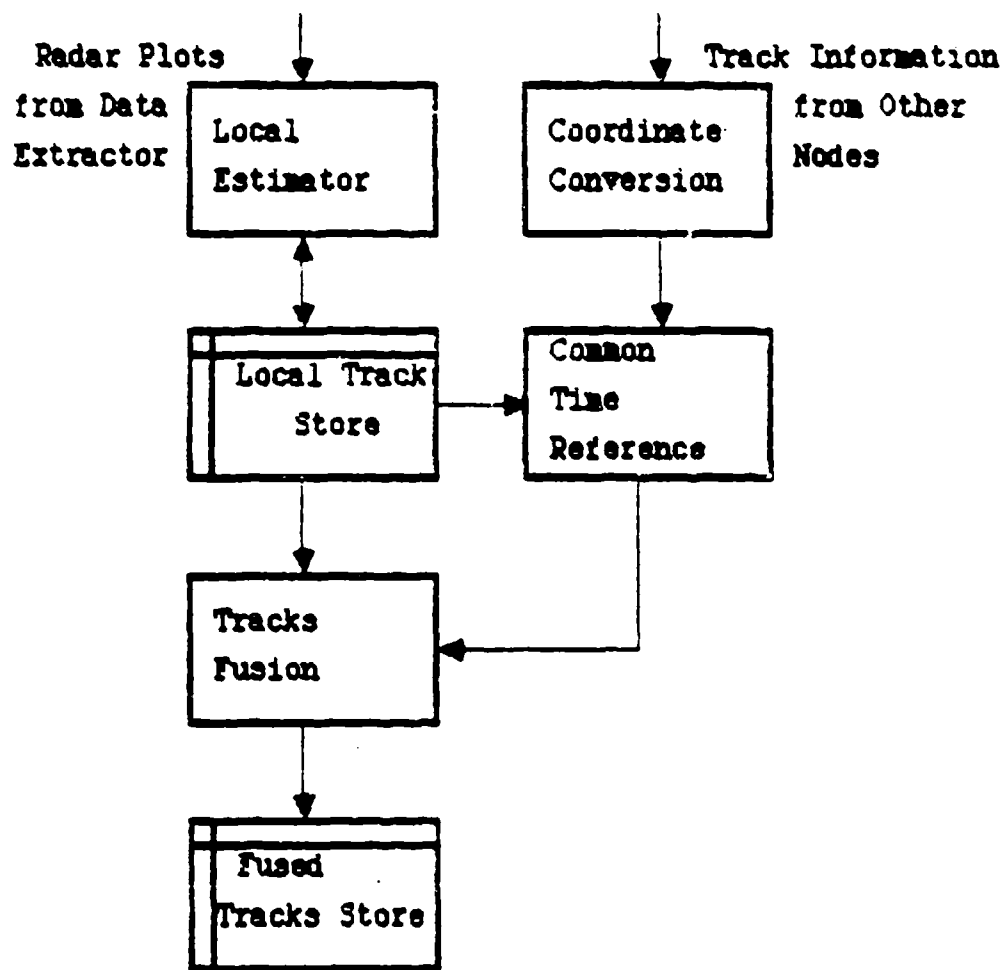 Radar Plots
from Data
Extractor
Local
Estimator
Coordinate
Conversion
Track Information
from Other
Nodes
Local Track
Store
Common
Time
Reference
Tracks
Fusion
Fused
Tracks Store